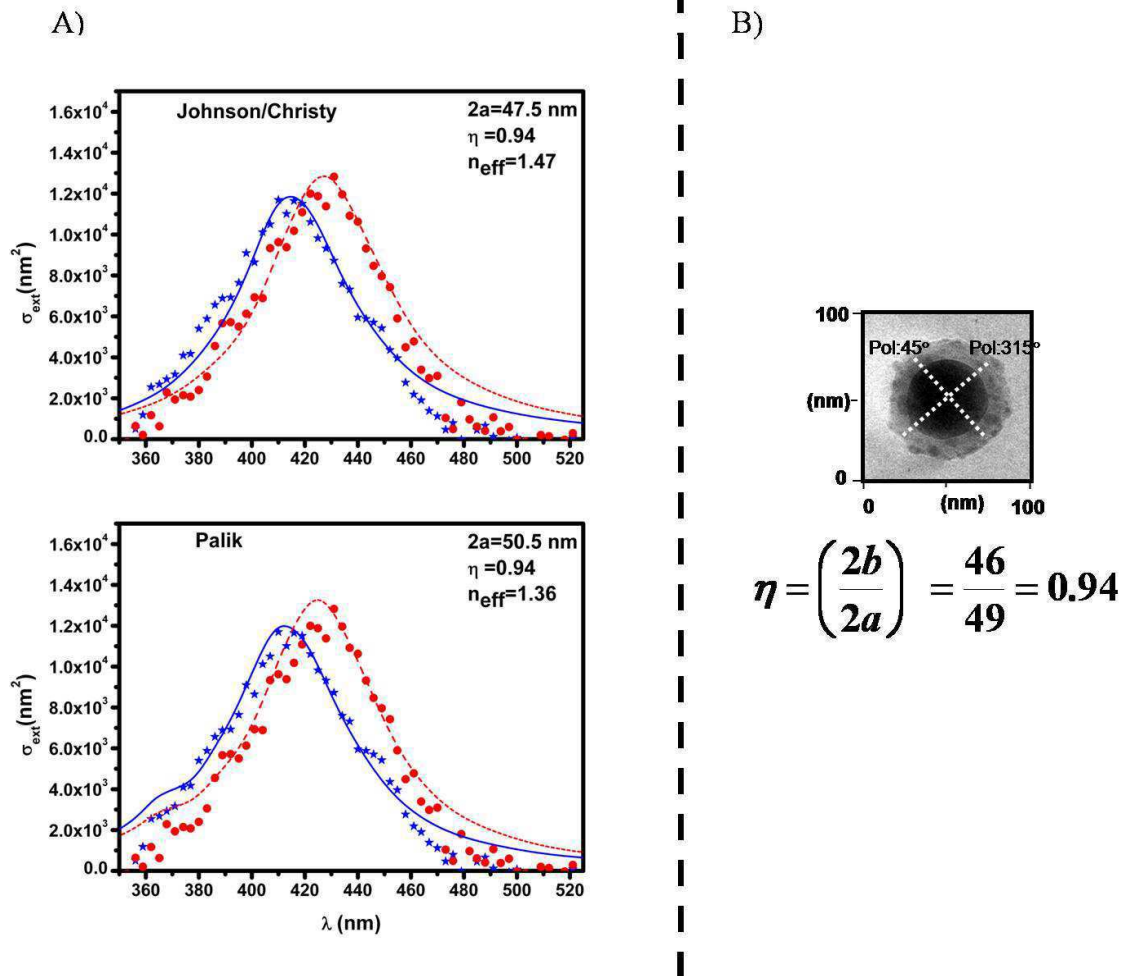 A)
Johnson/Christy
2a=47.5 nm
η =0.94
n_eff=1.47
σ_ext(nm²)
1.6x10⁴
1.4x10⁴
1.2x10⁴
1.0x10⁴
8.0x10³
6.0x10³
4.0x10³
2.0x10³
0.0
360 380 400 420 440 460 480 500 520
Palik
2a=50.5 nm
η =0.94
n_eff=1.36
σ_ext(nm²)
1.6x10⁴
1.4x10⁴
1.2x10⁴
1.0x10⁴
8.0x10³
6.0x10³
4.0x10³
2.0x10³
0.0
360 380 400 420 440 460 480 500 520
λ (nm)
B)
100
Pol:45° Pol:315°
(nm)
0
0 (nm) 100
η = (2b/2a) = 46/49 = 0.94